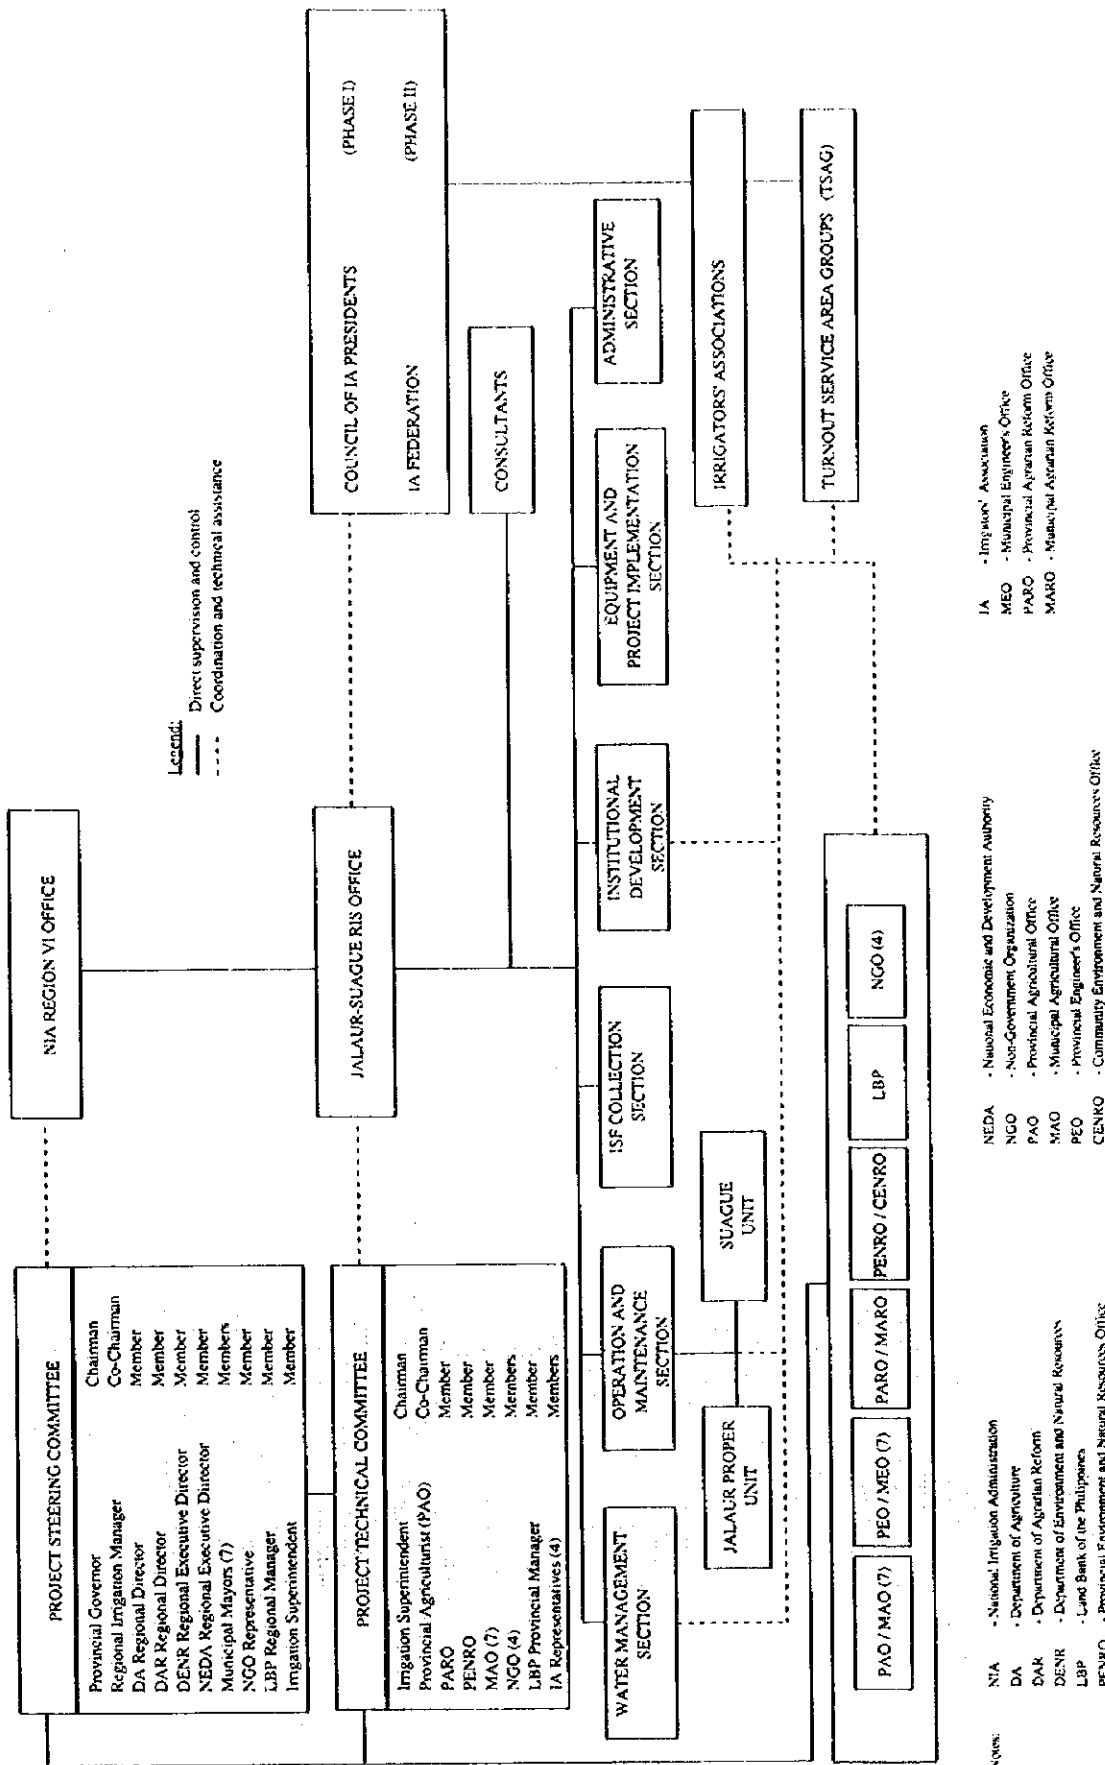 NIA REGION VI OFFICE
Legend:
Direct supervision and control
Coordination and technical assistance
PROJECT STEERING COMMITTEE
Provincial Governor Chairman
Regional Irrigation Manager Co-Chairman
DA Regional Director Member
DAR Regional Director Member
DENR Regional Executive Director Member
NEDA Regional Executive Director Member
Municipal Mayors (7) Members
NGO Representative Member
LBP Regional Manager Member
Irrigation Superintendent Member
JALAUR-SUAGUE RIS OFFICE
COUNCIL OF IA PRESIDENTS (PHASE I)
IA FEDERATION (PHASE II)
PROJECT TECHNICAL COMMITTEE
Irrigation Superintendent Chairman
Provincial Agriculturist (PAO) Co-Chairman
PARO Member
PENRO Member
MAO (7) Member
NGO (4) Members
LBP Provincial Manager Member
IA Representatives (4) Members
CONSULTANTS
WATER MANAGEMENT
SECTION
OPERATION AND
MAINTENANCE
SECTION
ISF COLLECTION
SECTION
INSTITUTIONAL
DEVELOPMENT
SECTION
EQUIPMENT AND
PROJECT IMPLEMENTATION
SECTION
ADMINISTRATIVE
SECTION
JALAUR PROPER
UNIT
SUAGUE
UNIT
IRRIGATORS' ASSOCIATIONS
TURNOUT SERVICE AREA GROUPS (TSAG)
PAO / MAO (7)
PEO / MEO (7)
PARO / MARO
PENRO / CENRO
LBP
NGO (4)
Notes:
NIA - National Irrigation Administration
DA - Department of Agriculture
DAR - Department of Agrarian Reform
DENR - Department of Environment and Natural Resources
LBP - Land Bank of the Philippines
PENRO - Provincial Environment and Natural Resources Office
NEDA - National Economic and Development Authority
NGO - Non-Government Organization
PAO - Provincial Agricultural Office
MAO - Municipal Agricultural Office
PEO - Provincial Engineer's Office
CENRO - Community Environment and Natural Resources Office
IA - Irrigators' Association
MEO - Municipal Engineer's Office
PARO - Provincial Agrarian Reform Office
MARO - Municipal Agrarian Reform Office